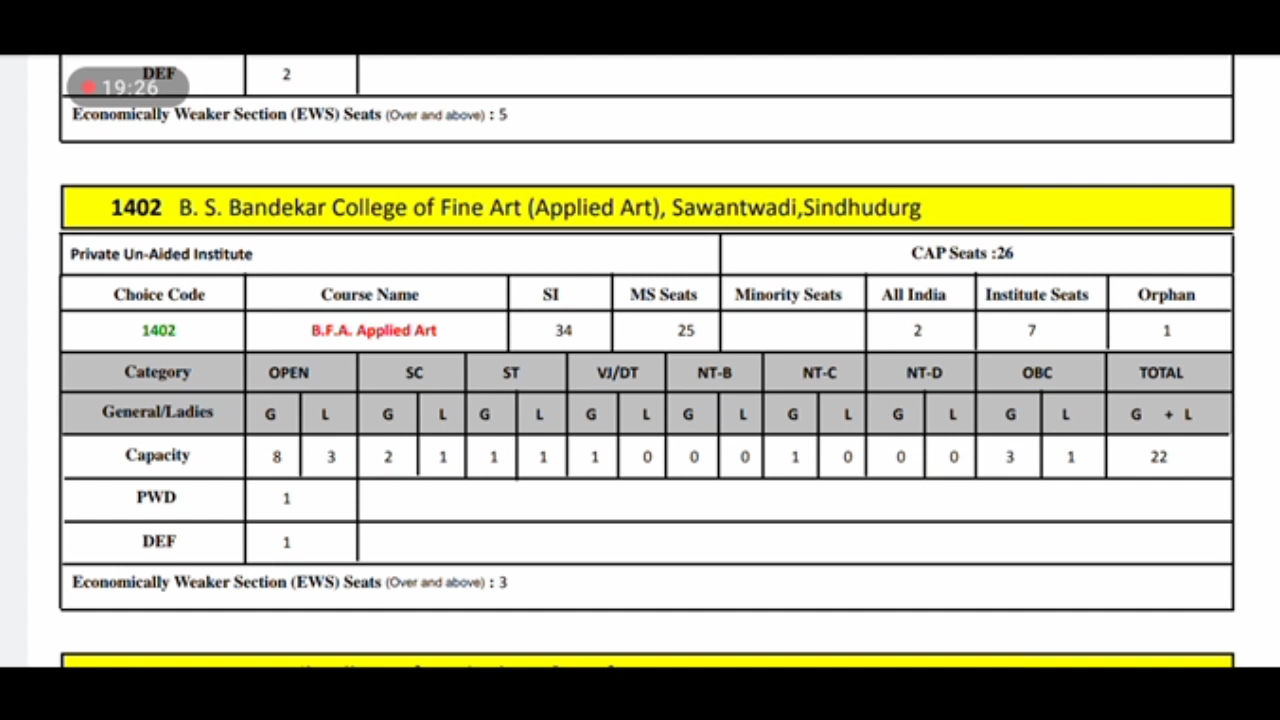 DEF 2
19:26
Economically Weaker Section (EWS) Seats (Over and above) : 5
1402 B. S. Bandekar College of Fine Art (Applied Art), Sawantwadi,Sindhudurg
Private Un-Aided Institute CAP Seats :26
Choice Code Course Name SI MS Seats Minority Seats All India Institute Seats Orphan
1402 B.F.A. Applied Art 34 25 2 7 1
Category OPEN SC ST VJ/DT NT-B NT-C NT-D OBC TOTAL
General/Ladies G L G L G L G L G L G L G L G L G + L
Capacity 8 3 2 1 1 1 1 0 0 0 1 0 0 0 3 1 22
PWD 1
DEF 1
Economically Weaker Section (EWS) Seats (Over and above) : 3